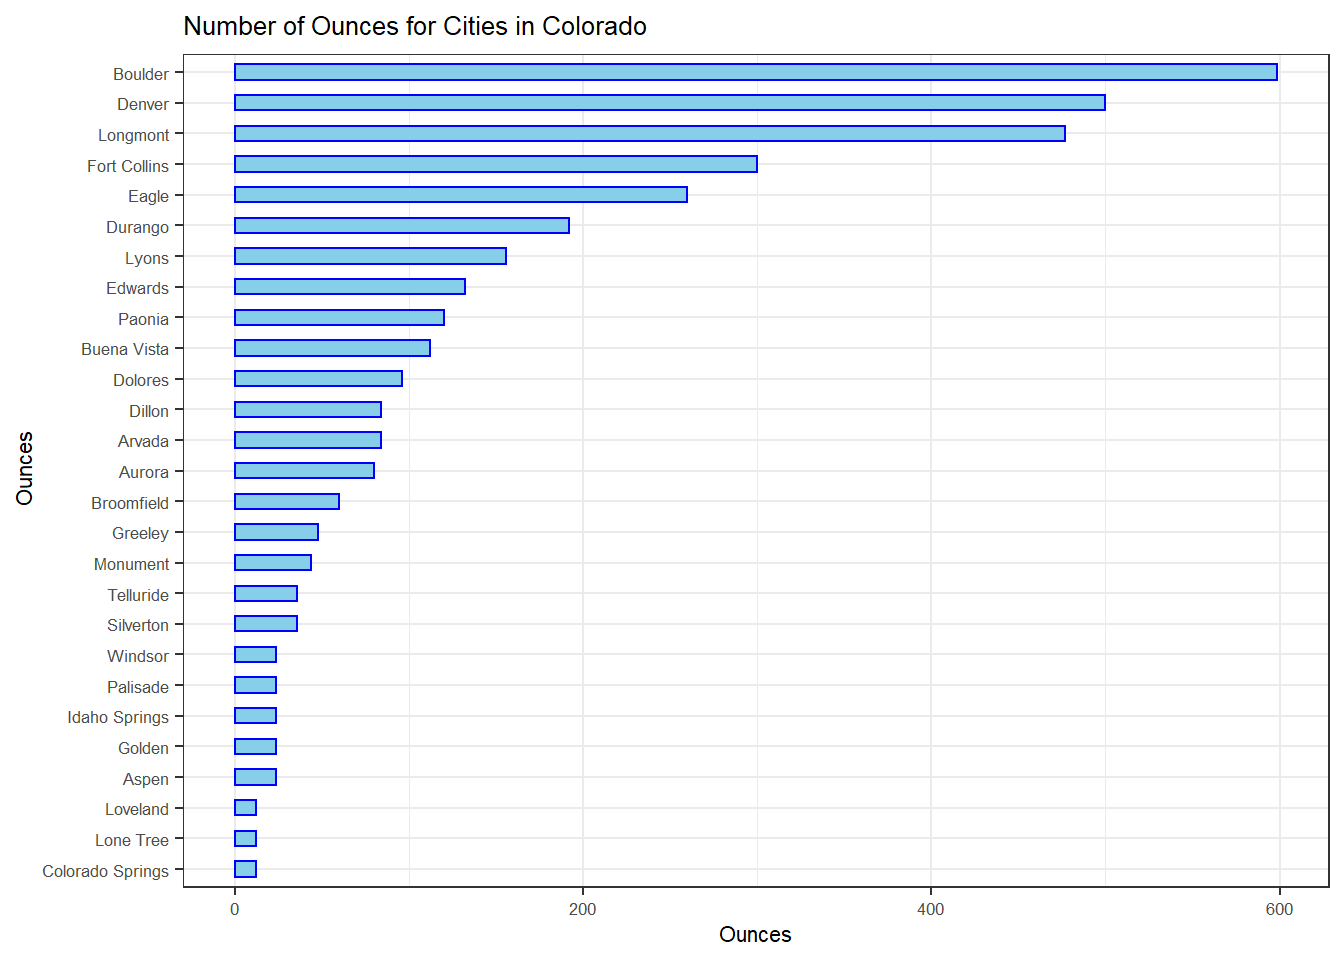 Number of Ounces for Cities in Colorado
Boulder
Denver
Longmont
Fort Collins
Eagle
Durango
Lyons
Edwards
Paonia
Buena Vista
Dolores
Dillon
Arvada
Aurora
Broomfield
Greeley
Monument
Telluride
Silverton
Windsor
Palisade
Idaho Springs
Golden
Aspen
Loveland
Lone Tree
Colorado Springs
Ounces
0 200 400 600
Ounces